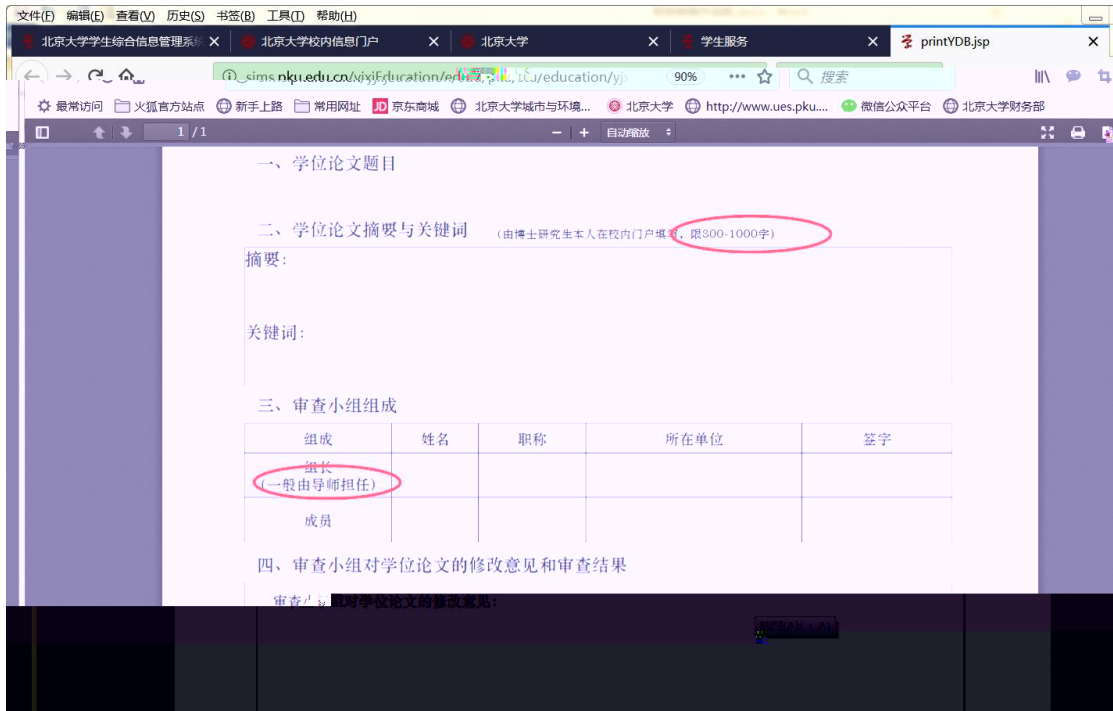 文件(F) 编辑(E) 查看(V) 历史(S) 书签(B) 工具(T) 帮助(H)
北京大学学生综合信息管理系统 北京大学校内信息门户 北京大学 学生服务 printYDB.jsp
90% 搜索
最常访问 火狐官方站点 新手上路 常用网址 JD 京东商城 北京大学城市与环境... 北京大学 http://www.ues.pku.... 微信公众平台 北京大学财务部
1 / 1 自动缩放
一、学位论文题目
二、学位论文摘要与关键词 (由博士研究生本人在校内门户填写，限800-1000字)
摘要：
关键词：
三、审查小组组成
组成 姓名 职称 所在单位 签字
组长
(一般由导师担任)
成员
四、审查小组对学位论文的修改意见和审查结果
审查小组对学位论文的修改意见：